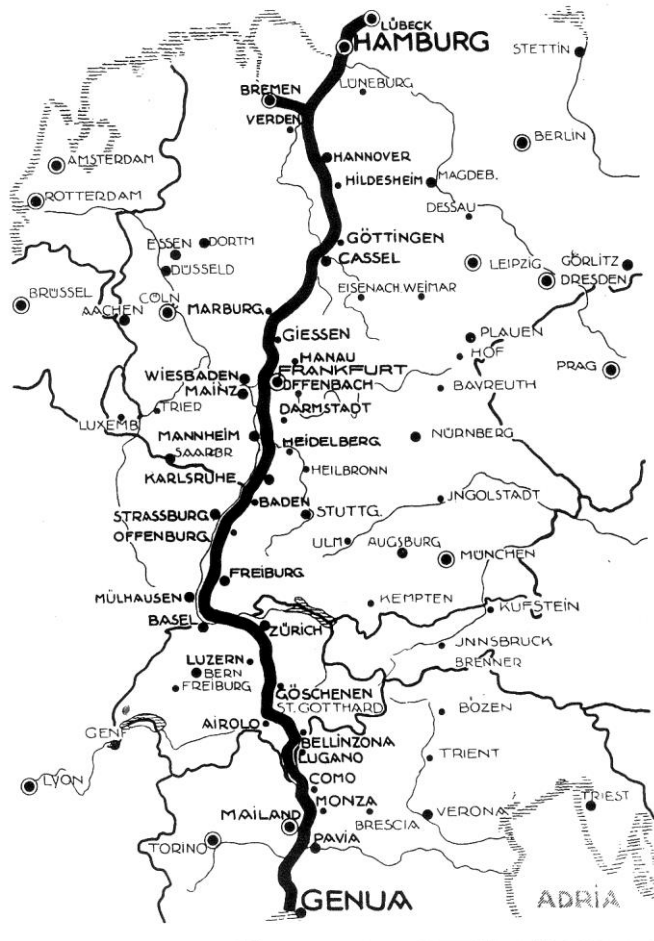 LÜBECK
HAMBURG
STETTIN
LÜNEBURG
BREMEN
VERDEN
BERLIN
AMSTERDAM
HANNOVER
HILDESHEIM
MAGDEB.
ROTTERDAM
DESSAU
GÖTTINGEN
ESSEN
DORTM
CASSEL
LEIPZIG
GÖRLITZ
DÜSSELD
DRESDEN
EISENACH.
WEIMAR
BRÜSSEL
CÖLN
AACHEN
MARBURG
GIESSEN
PLAUEN
HOF
HANAU
FRANKFURT
PRAG
WIESBADEN
OFFENBACH
MAINZ
BAYREUTH
TRIER
LUXEMB
DARMSTADT
MANNHEIM
HEIDELBERG
NÜRNBERG
SAARBR
HEILBRONN
KARLSRUHE
BADEN
JNGOLSTADT
STRASSBURG
STUTTG.
OFFENBURG
ULM
AUGSBURG
MÜNCHEN
FREIBURG
MÜLHAUSEN
KEMPTEN
KUFSTEIN
BASEL
ZÜRICH
JNNSBRUCK
LUZERN
BRENNER
BERN
FREIBURG
GÖSCHENEN
ST. GOTTHARD
BÖZEN
AIROLO
GENF
BELLINZONA
LUGANO
TRIENT
LYON
COMO
MONZA
TRIEST
MAILAND
BRESCIA
VERONA
TORINO
PAVIA
GENUA
ADRIA